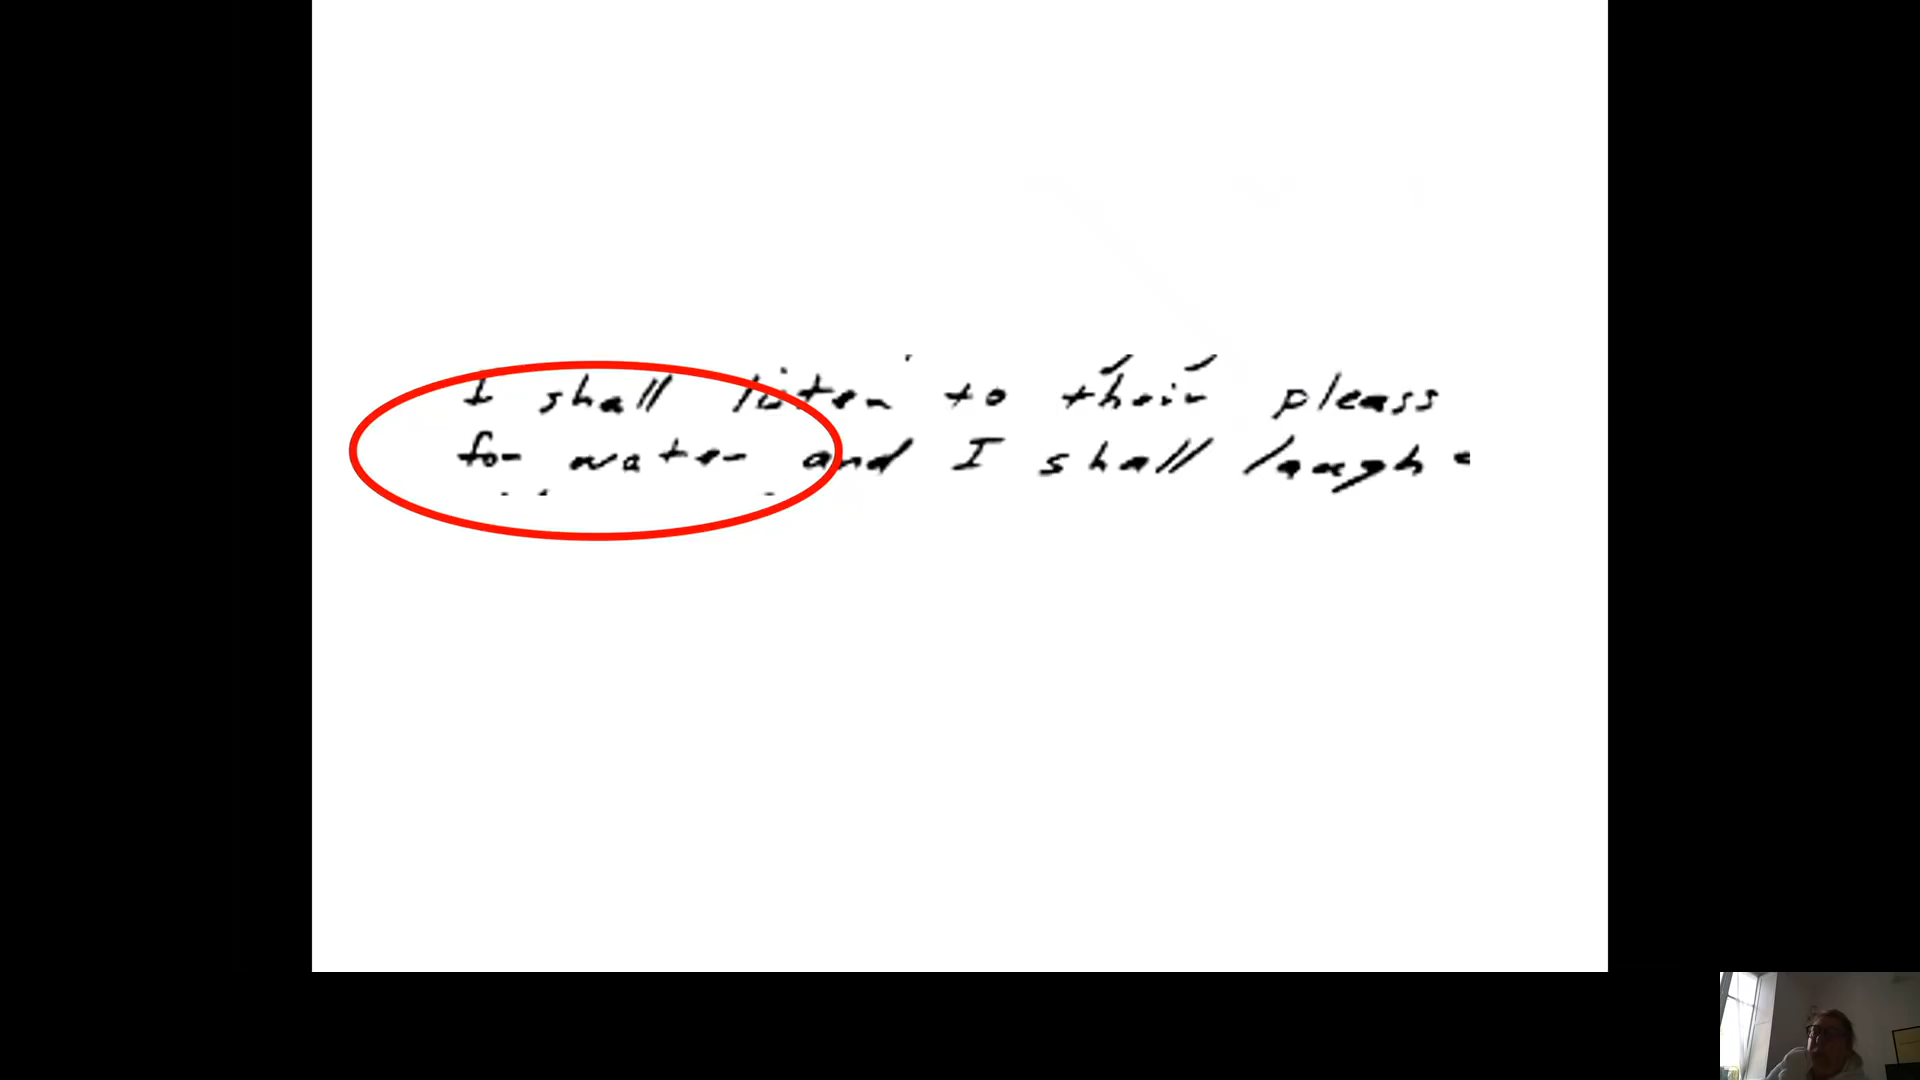 I shall listen to their pleass
for water and I shall laugh